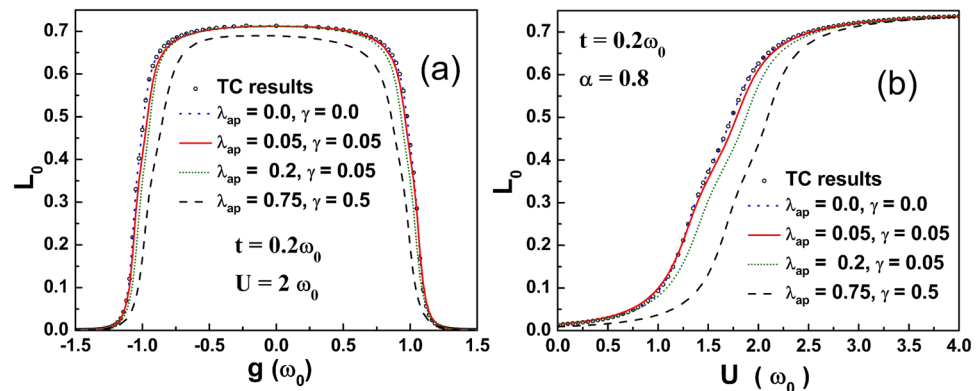 0.7
0.6
0.5
0.4
0.3
0.2
0.1
0.0
L₀
(a)
TC results
λap = 0.0, γ = 0.0
λap = 0.05, γ = 0.05
λap = 0.2, γ = 0.05
λap = 0.75, γ = 0.5
t = 0.2ω₀
U = 2 ω₀
-1.5 -1.0 -0.5 0.0 0.5 1.0 1.5
g (ω₀)
0.7
0.6
0.5
0.4
0.3
0.2
0.1
0.0
L₀
t = 0.2ω₀
α = 0.8
(b)
TC results
λap = 0.0, γ = 0.0
λap = 0.05, γ = 0.05
λap = 0.2, γ = 0.05
λap = 0.75, γ = 0.5
0.0 0.5 1.0 1.5 2.0 2.5 3.0 3.5 4.0
U ( ω₀)